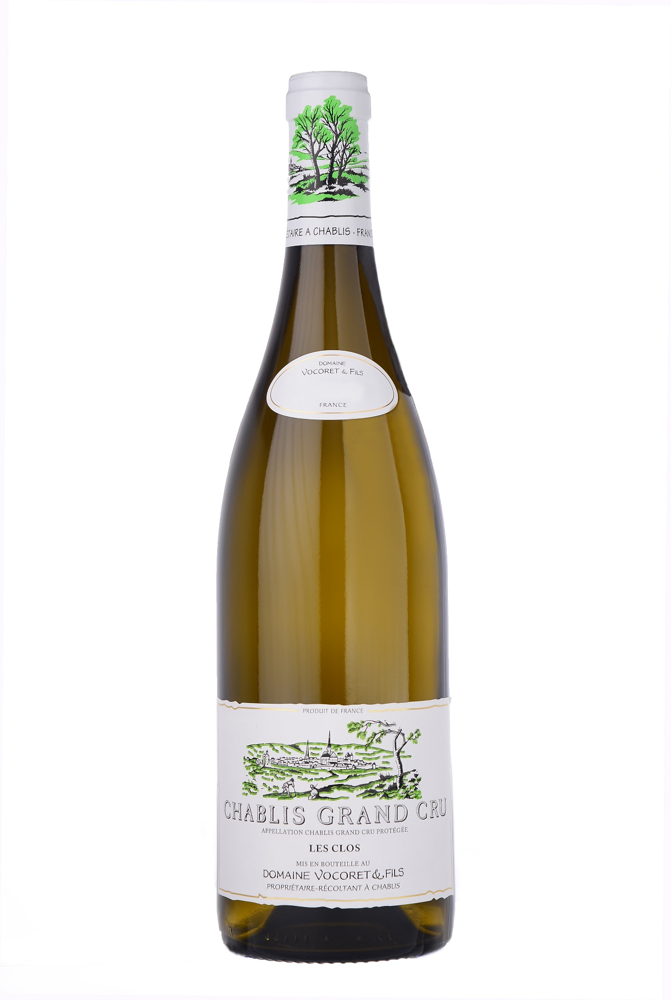 ÉTAIRE A CHABLIS · FRANC
DOMAINE
VOCORET & FILS
FRANCE
PRODUIT DE FRANCE
CHABLIS GRAND CRU
APPELLATION CHABLIS GRAND CRU PROTÉGÉE
LES CLOS
MIS EN BOUTEILLE AU
DOMAINE VOCORET & FILS
PROPRIÉTAIRE-RÉCOLTANT À CHABLIS